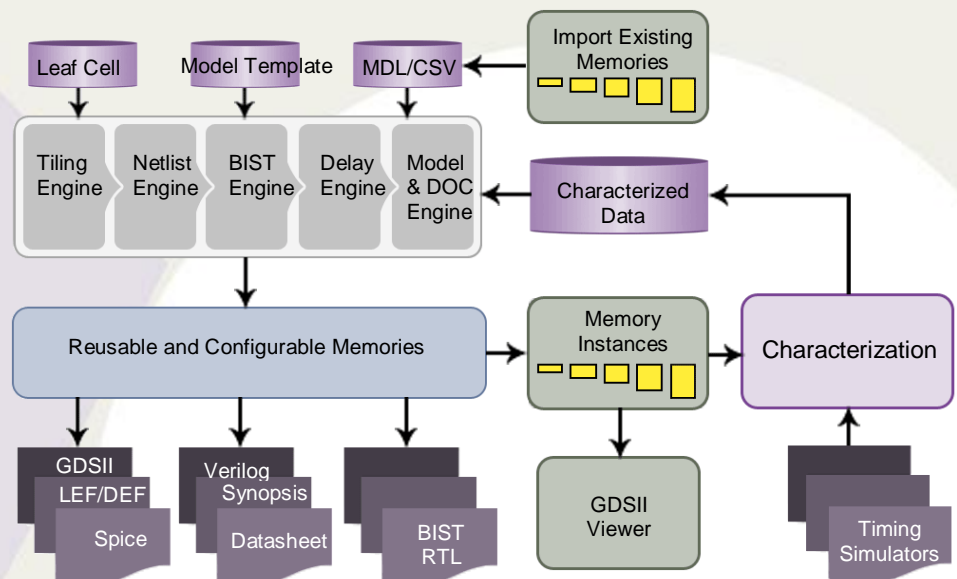 Leaf Cell
Model Template
MDL/CSV
Import Existing
Memories
Tiling
Engine
Netlist
Engine
BIST
Engine
Delay
Engine
Model
& DOC
Engine
Characterized
Data
Reusable and Configurable Memories
Memory
Instances
Characterization
GDSII
LEF/DEF
Spice
Verilog
Synopsis
Datasheet
BIST
RTL
GDSII
Viewer
Timing
Simulators